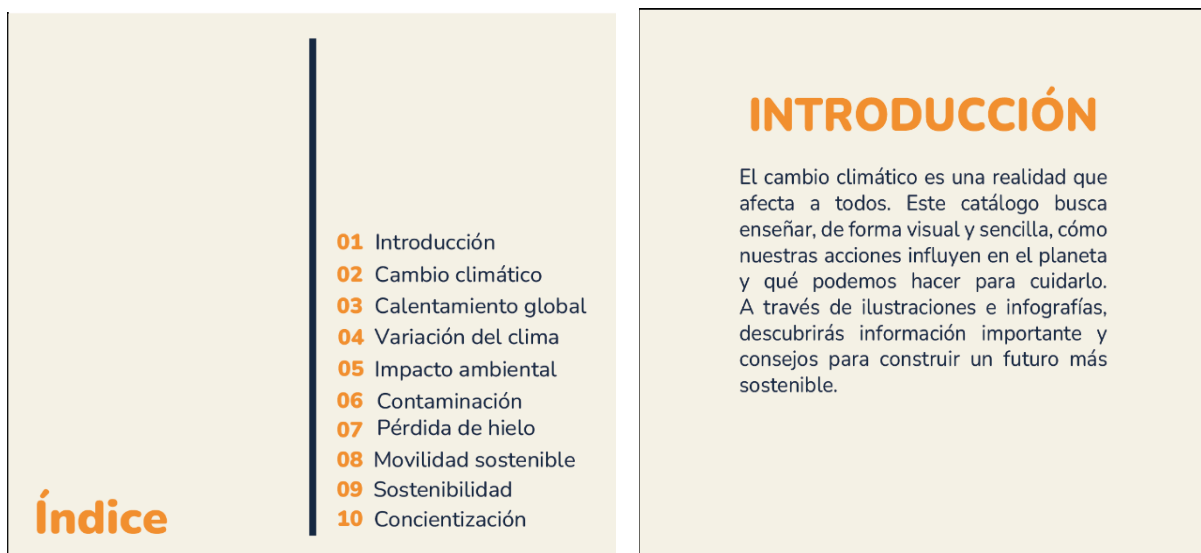 01 Introducción
02 Cambio climático
03 Calentamiento global
04 Variación del clima
05 Impacto ambiental
06 Contaminación
07 Pérdida de hielo
08 Movilidad sostenible
09 Sostenibilidad
10 Concientización
Índice
INTRODUCCIÓN
El cambio climático es una realidad que
afecta a todos. Este catálogo busca
enseñar, de forma visual y sencilla, cómo
nuestras acciones influyen en el planeta
y qué podemos hacer para cuidarlo.
A través de ilustraciones e infografías,
descubrirás información importante y
consejos para construir un futuro más
sostenible.